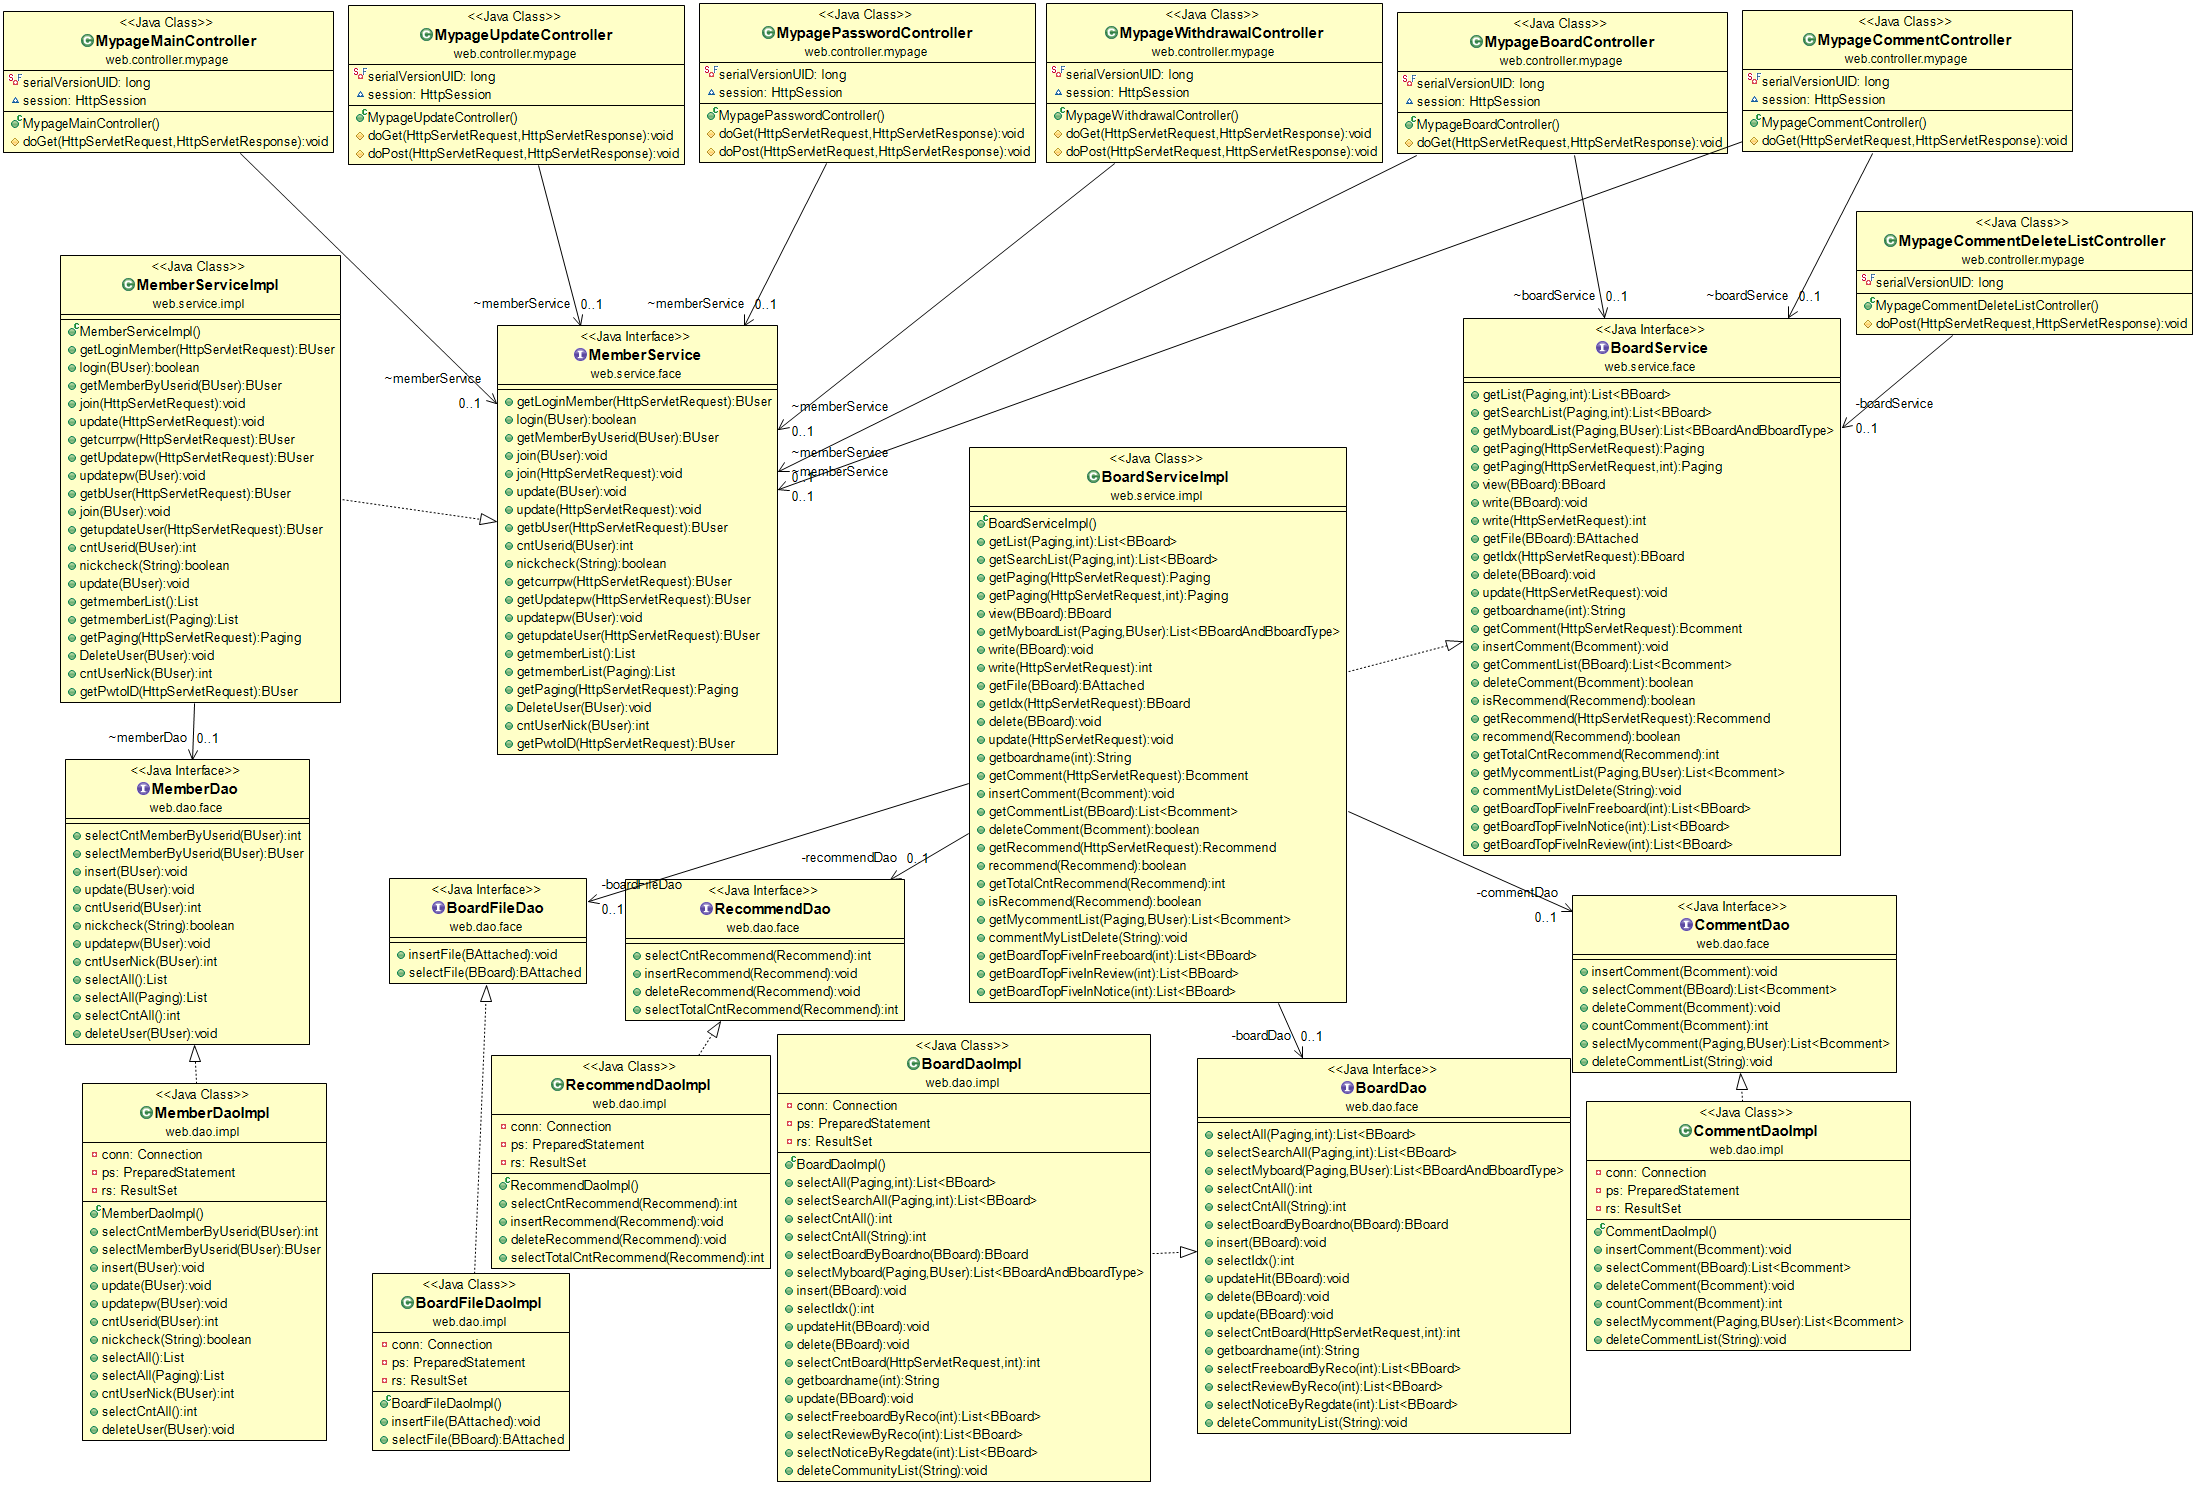 <<Java Class>>
MypageMainController
web.controller.mypage
serialVersionUID: long
session: HttpSession
MypageMainController()
doGet(HttpServletRequest,HttpServletResponse):void
<<Java Class>>
MypageUpdateController
web.controller.mypage
serialVersionUID: long
session: HttpSession
MypageUpdateController()
doGet(HttpServletRequest,HttpServletResponse):void
doPost(HttpServletRequest,HttpServletResponse):void
<<Java Class>>
MypagePasswordController
web.controller.mypage
serialVersionUID: long
session: HttpSession
MypagePasswordController()
doGet(HttpServletRequest,HttpServletResponse):void
doPost(HttpServletRequest,HttpServletResponse):void
<<Java Class>>
MypageWithdrawalController
web.controller.mypage
serialVersionUID: long
session: HttpSession
MypageWithdrawalController()
doGet(HttpServletRequest,HttpServletResponse):void
doPost(HttpServletRequest,HttpServletResponse):void
<<Java Class>>
MypageBoardController
web.controller.mypage
serialVersionUID: long
session: HttpSession
MypageBoardController()
doGet(HttpServletRequest,HttpServletResponse):void
<<Java Class>>
MypageCommentController
web.controller.mypage
serialVersionUID: long
session: HttpSession
MypageCommentController()
doGet(HttpServletRequest,HttpServletResponse):void
<<Java Class>>
MypageCommentDeleteListController
web.controller.mypage
serialVersionUID: long
MypageCommentDeleteListController()
doPost(HttpServletRequest,HttpServletResponse):void
<<Java Class>>
MemberServiceImpl
web.service.impl
MemberServiceImpl()
getLoginMember(HttpServletRequest):BUser
login(BUser):boolean
getMemberByUserid(BUser):BUser
join(HttpServletRequest):void
update(HttpServletRequest):void
getcurrpw(HttpServletRequest):BUser
getUpdatepw(HttpServletRequest):BUser
updatepw(BUser):void
getbUser(HttpServletRequest):BUser
join(BUser):void
getupdateUser(HttpServletRequest):BUser
cntUserid(BUser):int
nickcheck(String):boolean
update(BUser):void
getmemberList():List
getmemberList(Paging):List
getPaging(HttpServletRequest):Paging
DeleteUser(BUser):void
cntUserNick(BUser):int
getPwtoID(HttpServletRequest):BUser
~memberService
0..1
~memberService 0..1
~memberService 0..1
~memberService
0..1
~memberService
0..1
~memberService
0..1
<<Java Interface>>
MemberService
web.service.face
getLoginMember(HttpServletRequest):BUser
login(BUser):boolean
getMemberByUserid(BUser):BUser
join(BUser):void
join(HttpServletRequest):void
update(BUser):void
update(HttpServletRequest):void
getbUser(HttpServletRequest):BUser
cntUserid(BUser):int
nickcheck(String):boolean
getcurrpw(HttpServletRequest):BUser
getUpdatepw(HttpServletRequest):BUser
updatepw(BUser):void
getupdateUser(HttpServletRequest):BUser
getmemberList():List
getmemberList(Paging):List
getPaging(HttpServletRequest):Paging
DeleteUser(BUser):void
cntUserNick(BUser):int
getPwtoID(HttpServletRequest):BUser
~boardService 0..1
~boardService 0..1
-boardService
0..1
<<Java Interface>>
BoardService
web.service.face
getList(Paging,int):List<BBoard>
getSearchList(Paging,int):List<BBoard>
getMyboardList(Paging,BUser):List<BBoardAndBboardType>
getPaging(HttpServletRequest):Paging
getPaging(HttpServletRequest,int):Paging
view(BBoard):BBoard
write(BBoard):void
write(HttpServletRequest):int
getFile(BBoard):BAttached
getIdx(HttpServletRequest):BBoard
delete(BBoard):void
update(HttpServletRequest):void
getboardname(int):String
getComment(HttpServletRequest):Bcomment
insertComment(Bcomment):void
getCommentList(BBoard):List<Bcomment>
deleteComment(Bcomment):boolean
isRecommend(Recommend):boolean
getRecommend(HttpServletRequest):Recommend
recommend(Recommend):boolean
getTotalCntRecommend(Recommend):int
getMycommentList(Paging,BUser):List<Bcomment>
commentMyListDelete(String):void
getBoardTopFiveInFreeboard(int):List<BBoard>
getBoardTopFiveInNotice(int):List<BBoard>
getBoardTopFiveInReview(int):List<BBoard>
<<Java Class>>
BoardServiceImpl
web.service.impl
BoardServiceImpl()
getList(Paging,int):List<BBoard>
getSearchList(Paging,int):List<BBoard>
getPaging(HttpServletRequest):Paging
getPaging(HttpServletRequest,int):Paging
view(BBoard):BBoard
getMyboardList(Paging,BUser):List<BBoardAndBboardType>
write(BBoard):void
write(HttpServletRequest):int
getFile(BBoard):BAttached
getIdx(HttpServletRequest):BBoard
delete(BBoard):void
update(HttpServletRequest):void
getboardname(int):String
getComment(HttpServletRequest):Bcomment
insertComment(Bcomment):void
getCommentList(BBoard):List<Bcomment>
deleteComment(Bcomment):boolean
getRecommend(HttpServletRequest):Recommend
recommend(Recommend):boolean
getTotalCntRecommend(Recommend):int
isRecommend(Recommend):boolean
getMycommentList(Paging,BUser):List<Bcomment>
commentMyListDelete(String):void
getBoardTopFiveInFreeboard(int):List<BBoard>
getBoardTopFiveInReview(int):List<BBoard>
getBoardTopFiveInNotice(int):List<BBoard>
~memberDao 0..1
<<Java Interface>>
MemberDao
web.dao.face
selectCntMemberByUserid(BUser):int
selectMemberByUserid(BUser):BUser
insert(BUser):void
update(BUser):void
cntUserid(BUser):int
nickcheck(String):boolean
updatepw(BUser):void
cntUserNick(BUser):int
selectAll():List
selectAll(Paging):List
selectCntAll():int
deleteUser(BUser):void
-boardFileDao
0..1
<<Java Interface>>
BoardFileDao
web.dao.face
insertFile(BAttached):void
selectFile(BBoard):BAttached
-recommendDao 0..1
<<Java Interface>>
RecommendDao
web.dao.face
selectCntRecommend(Recommend):int
insertRecommend(Recommend):void
deleteRecommend(Recommend):void
selectTotalCntRecommend(Recommend):int
-commentDao
0..1
<<Java Interface>>
CommentDao
web.dao.face
insertComment(Bcomment):void
selectComment(BBoard):List<Bcomment>
deleteComment(Bcomment):void
countComment(Bcomment):int
selectMycomment(Paging,BUser):List<Bcomment>
deleteCommentList(String):void
<<Java Class>>
MemberDaoImpl
web.dao.impl
conn: Connection
ps: PreparedStatement
rs: ResultSet
MemberDaoImpl()
selectCntMemberByUserid(BUser):int
selectMemberByUserid(BUser):BUser
insert(BUser):void
update(BUser):void
updatepw(BUser):void
cntUserid(BUser):int
nickcheck(String):boolean
selectAll():List
selectAll(Paging):List
cntUserNick(BUser):int
selectCntAll():int
deleteUser(BUser):void
<<Java Class>>
BoardFileDaoImpl
web.dao.impl
conn: Connection
ps: PreparedStatement
rs: ResultSet
BoardFileDaoImpl()
insertFile(BAttached):void
selectFile(BBoard):BAttached
<<Java Class>>
RecommendDaoImpl
web.dao.impl
conn: Connection
ps: PreparedStatement
rs: ResultSet
RecommendDaoImpl()
selectCntRecommend(Recommend):int
insertRecommend(Recommend):void
deleteRecommend(Recommend):void
selectTotalCntRecommend(Recommend):int
<<Java Class>>
BoardDaoImpl
web.dao.impl
conn: Connection
ps: PreparedStatement
rs: ResultSet
BoardDaoImpl()
selectAll(Paging,int):List<BBoard>
selectSearchAll(Paging,int):List<BBoard>
selectCntAll():int
selectCntAll(String):int
selectBoardByBoardno(BBoard):BBoard
selectMyboard(Paging,BUser):List<BBoardAndBboardType>
insert(BBoard):void
selectIdx():int
updateHit(BBoard):void
delete(BBoard):void
selectCntBoard(HttpServletRequest,int):int
getboardname(int):String
update(BBoard):void
selectFreeboardByReco(int):List<BBoard>
selectReviewByReco(int):List<BBoard>
selectNoticeByRegdate(int):List<BBoard>
deleteCommunityList(String):void
-boardDao 0..1
<<Java Interface>>
BoardDao
web.dao.face
selectAll(Paging,int):List<BBoard>
selectSearchAll(Paging,int):List<BBoard>
selectMyboard(Paging,BUser):List<BBoardAndBboardType>
selectCntAll():int
selectCntAll(String):int
selectBoardByBoardno(BBoard):BBoard
insert(BBoard):void
selectIdx():int
updateHit(BBoard):void
delete(BBoard):void
update(BBoard):void
selectCntBoard(HttpServletRequest,int):int
getboardname(int):String
selectFreeboardByReco(int):List<BBoard>
selectReviewByReco(int):List<BBoard>
selectNoticeByRegdate(int):List<BBoard>
deleteCommunityList(String):void
<<Java Class>>
CommentDaoImpl
web.dao.impl
conn: Connection
ps: PreparedStatement
rs: ResultSet
CommentDaoImpl()
insertComment(Bcomment):void
selectComment(BBoard):List<Bcomment>
deleteComment(Bcomment):void
countComment(Bcomment):int
selectMycomment(Paging,BUser):List<Bcomment>
deleteCommentList(String):void